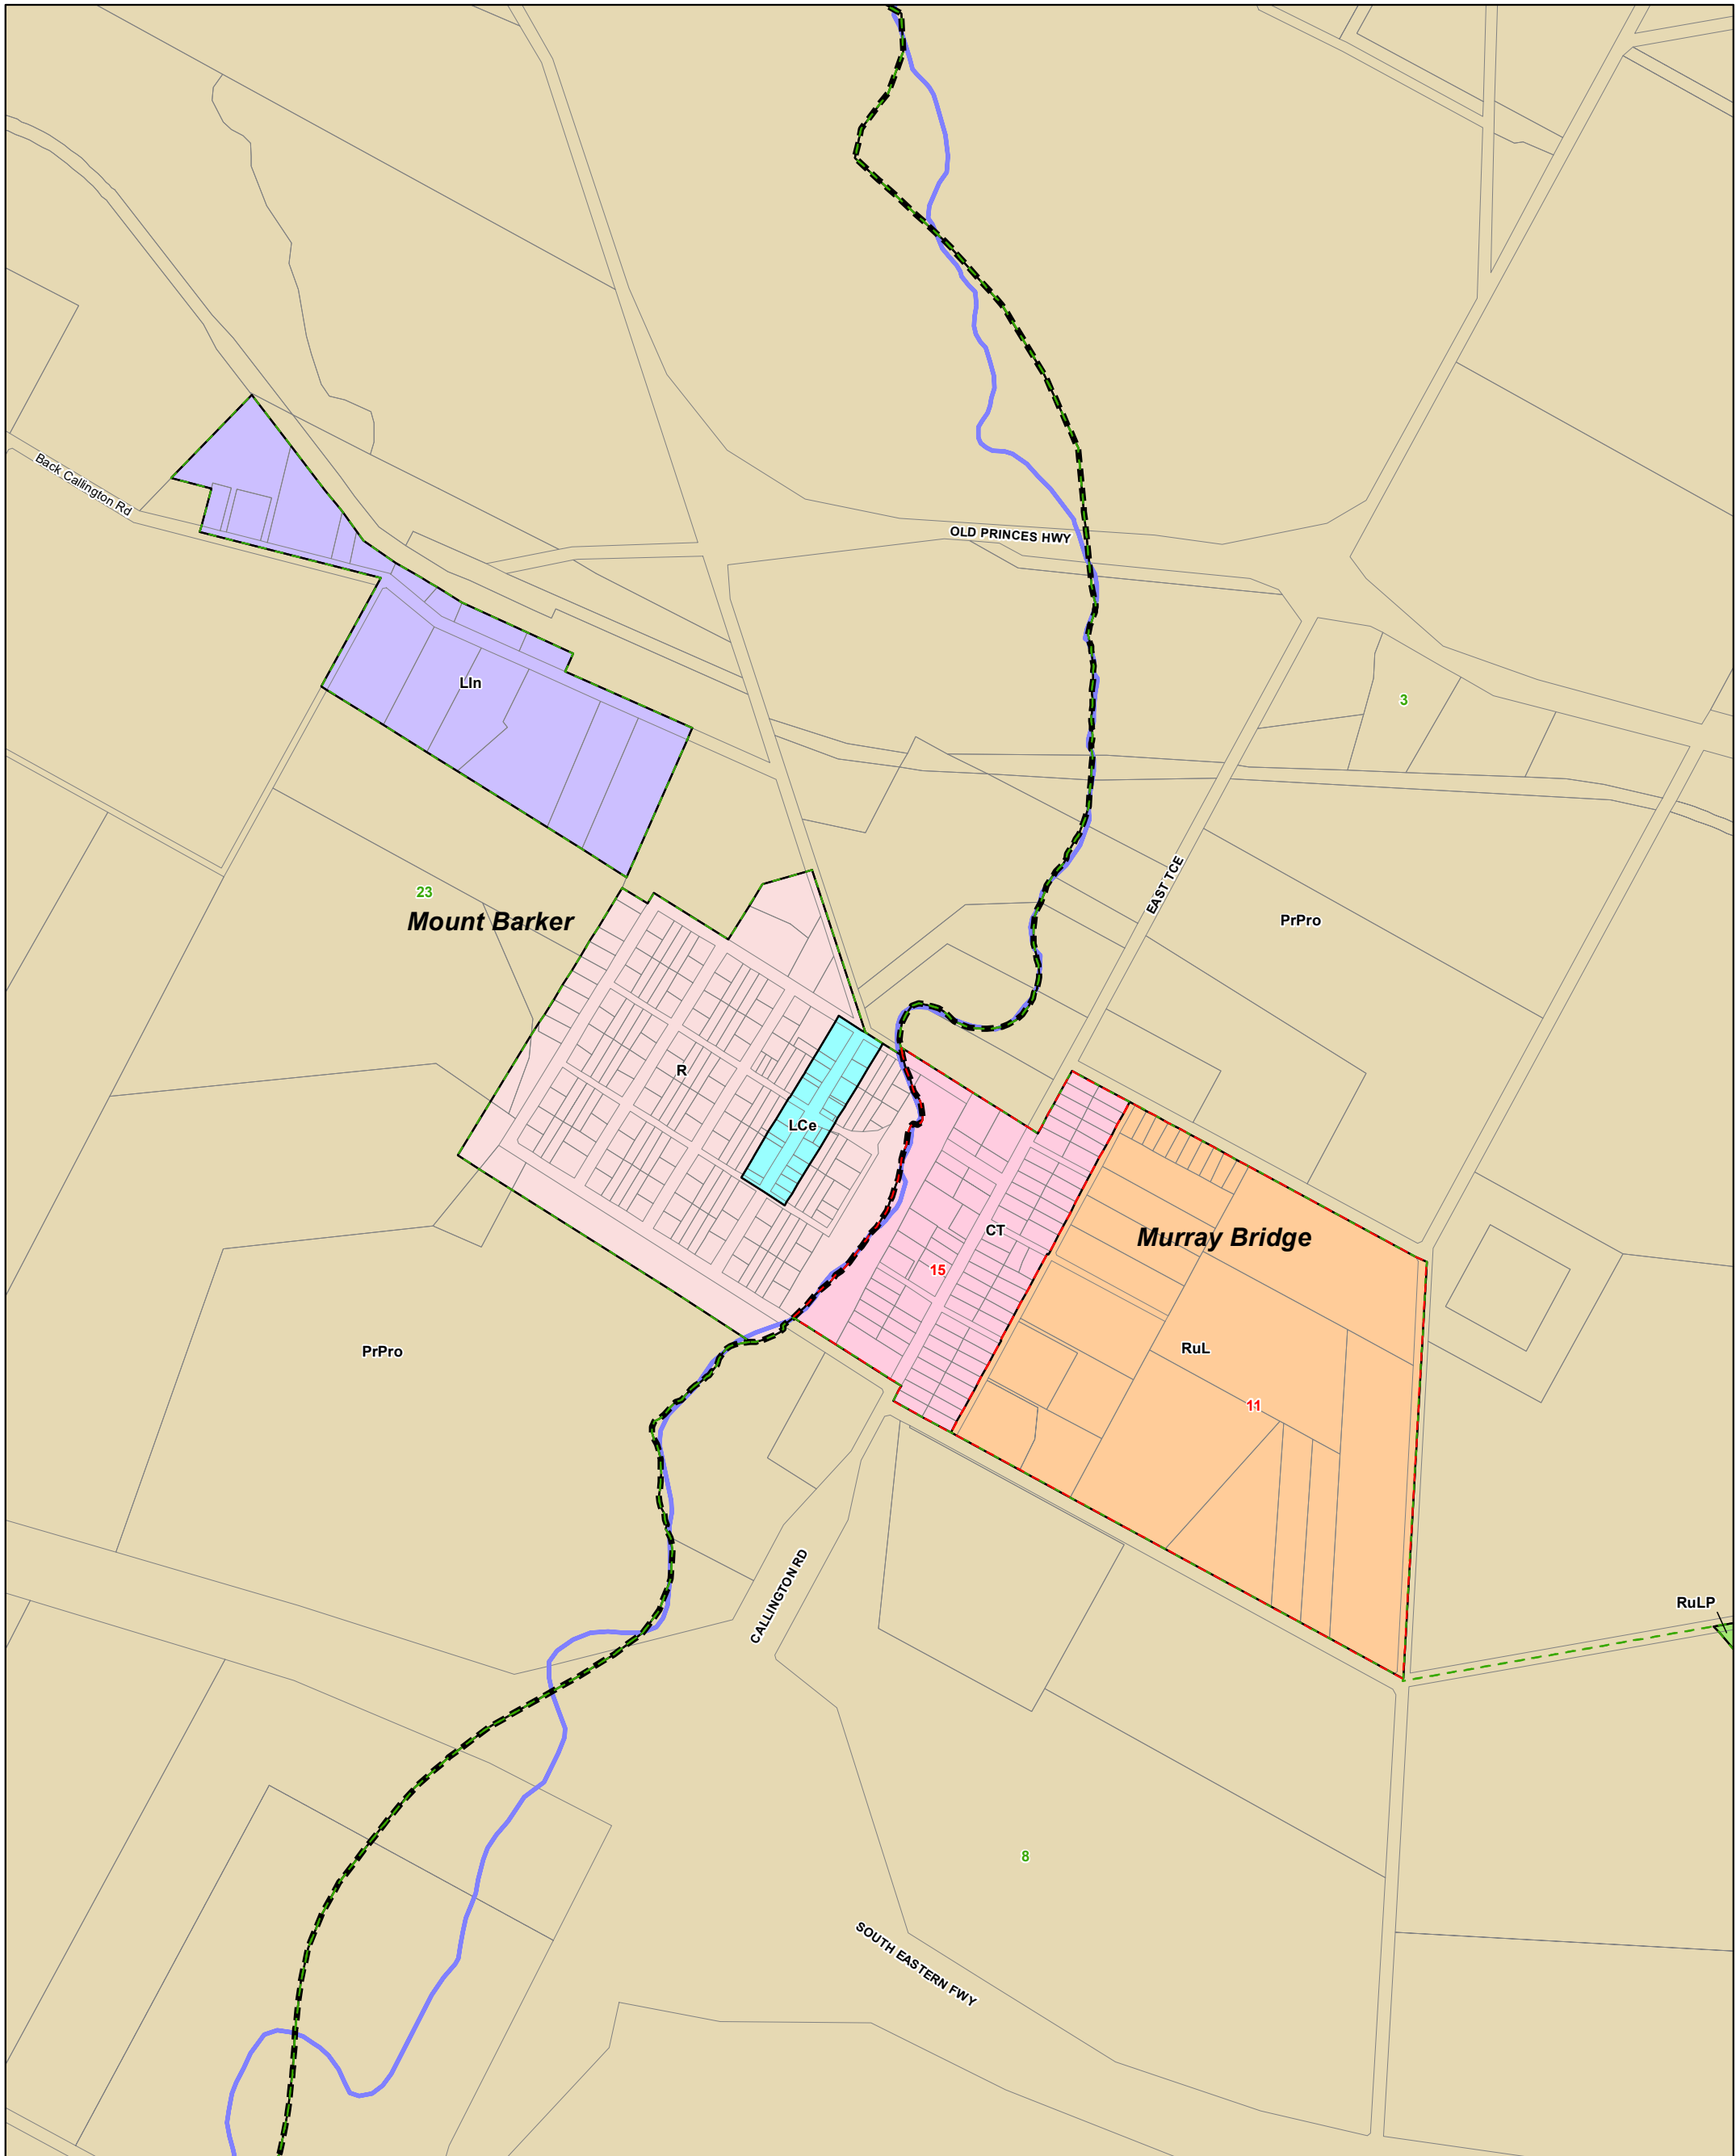 Back Callington Rd
OLD PRINCES HWY
LIn
3
EAST TCE
23
Mount Barker
PrPro
R
LCe
CT
Murray Bridge
15
PrPro
RuL
11
CALLINGTON RD
RuLP
8
SOUTH EASTERN FWY